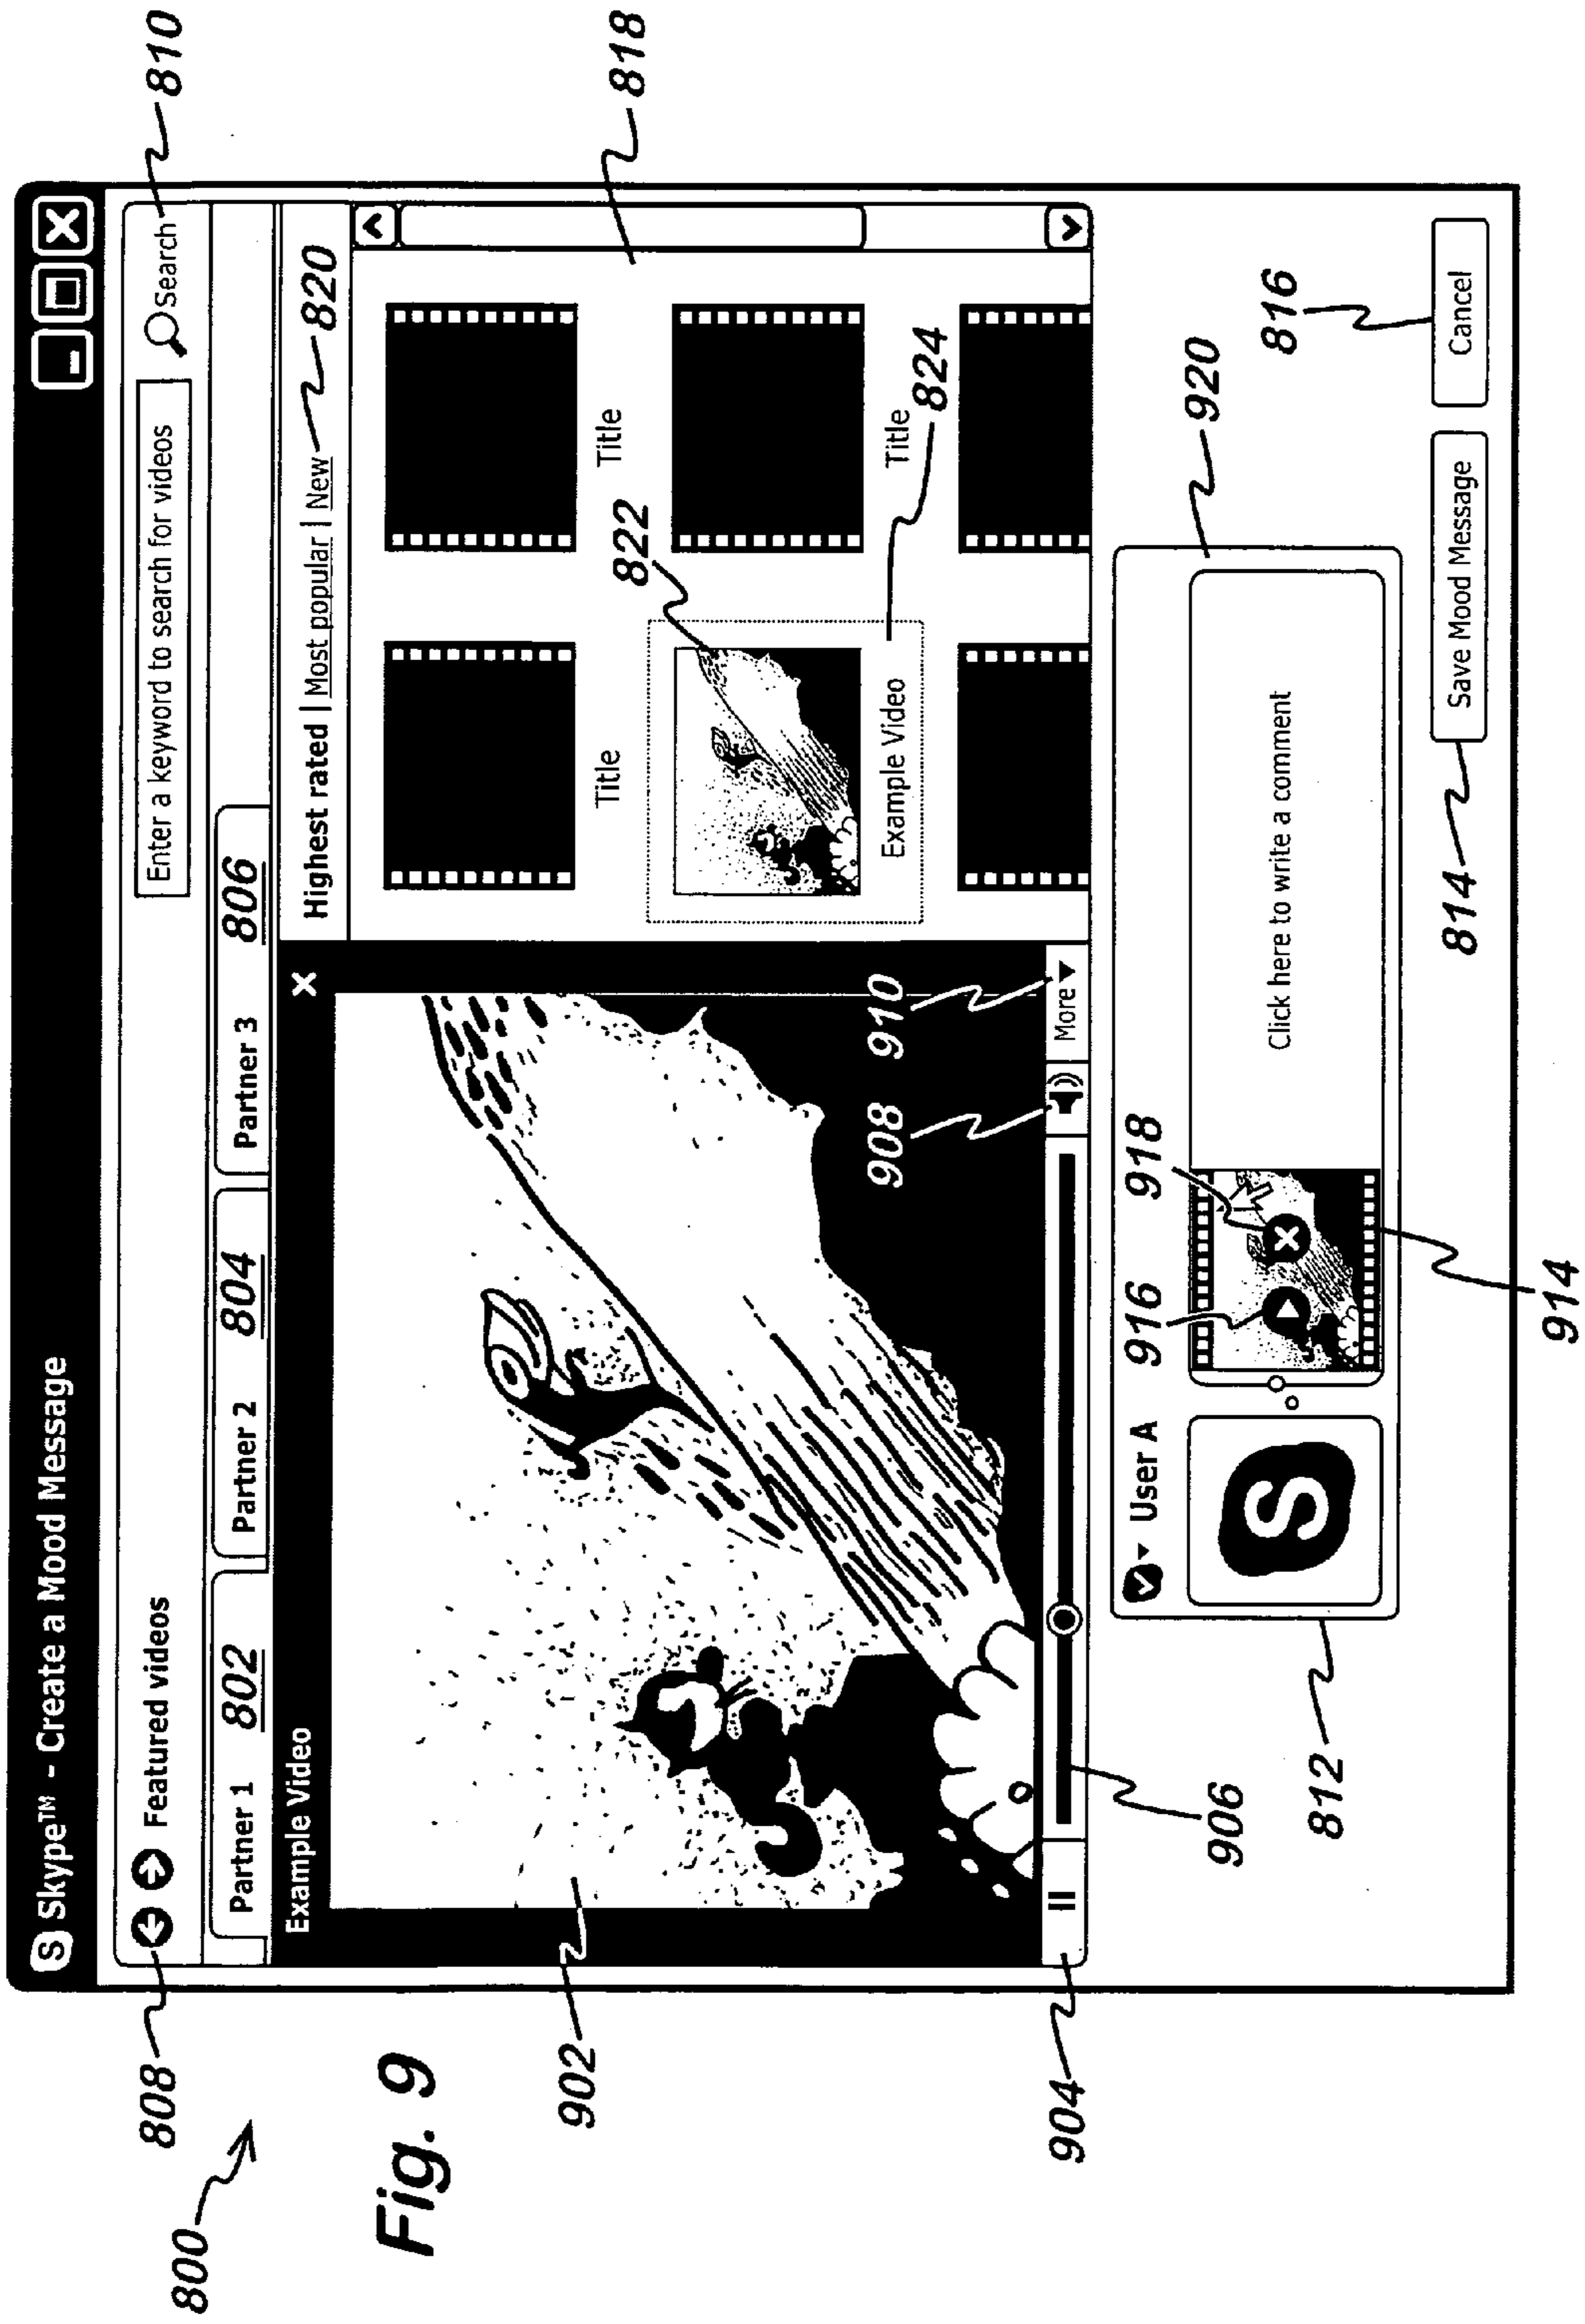 800
S Skype™ - Create a Mood Message
808
Featured videos
Enter a keyword to search for videos
Search
810
Partner 1 802
Partner 2 804
Partner 3 806
Example Video
X
Highest rated | Most popular | New
820
818
Title
Title
822
Example Video
Title
824
902
908
910
More
904
906
User A
916
918
920
S
Click here to write a comment
812
914
814
Save Mood Message
Cancel
816
Fig. 9